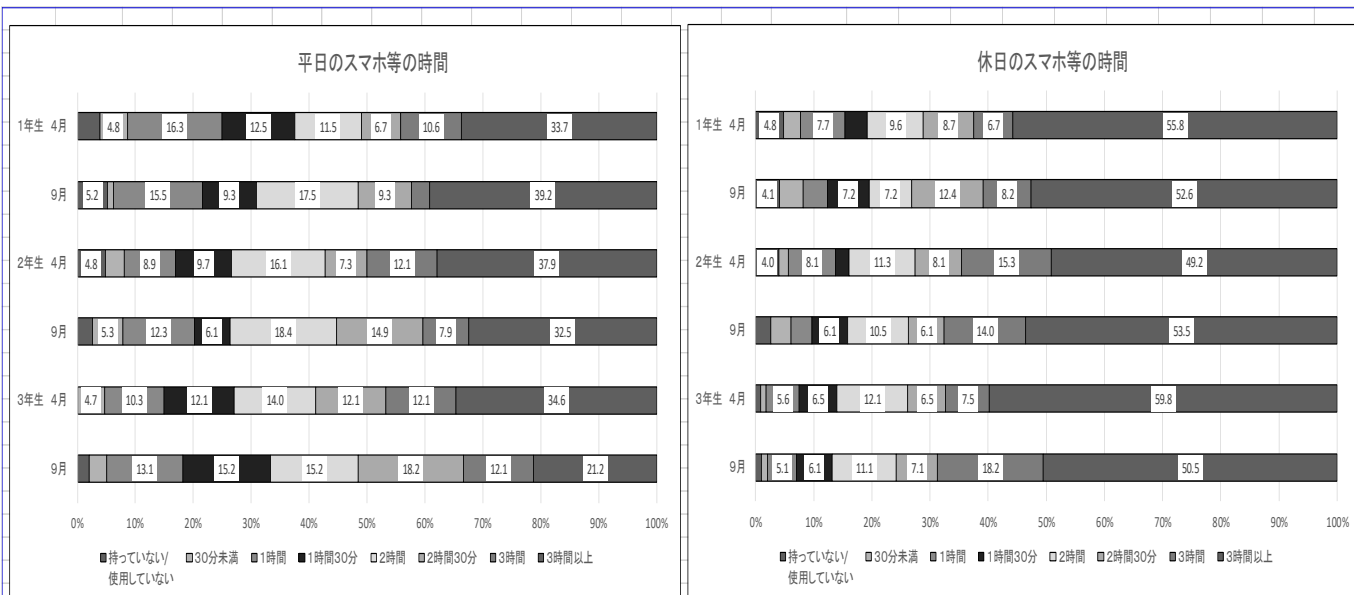 平日のスマホ等の時間
1年生 4月 4.8 16.3 12.5 11.5 6.7 10.6 33.7
9月 5.2 15.5 9.3 17.5 9.3 39.2
2年生 4月 4.8 8.9 9.7 16.1 7.3 12.1 37.9
9月 5.3 12.3 6.1 18.4 14.9 7.9 32.5
3年生 4月 4.7 10.3 12.1 14.0 12.1 12.1 34.6
9月 13.1 15.2 15.2 18.2 12.1 21.2
0% 10% 20% 30% 40% 50% 60% 70% 80% 90% 100%
持っていない/ 30分未満 1時間 1時間30分 2時間 2時間30分 3時間 3時間以上
使用していない
休日のスマホ等の時間
1年生 4月 4.8 7.7 9.6 8.7 6.7 55.8
9月 4.1 7.2 7.2 12.4 8.2 52.6
2年生 4月 4.0 8.1 11.3 8.1 15.3 49.2
9月 6.1 10.5 6.1 14.0 53.5
3年生 4月 5.6 6.5 12.1 6.5 7.5 59.8
9月 5.1 6.1 11.1 7.1 18.2 50.5
0% 10% 20% 30% 40% 50% 60% 70% 80% 90% 100%
持っていない/ 30分未満 1時間 1時間30分 2時間 2時間30分 3時間 3時間以上
使用していない